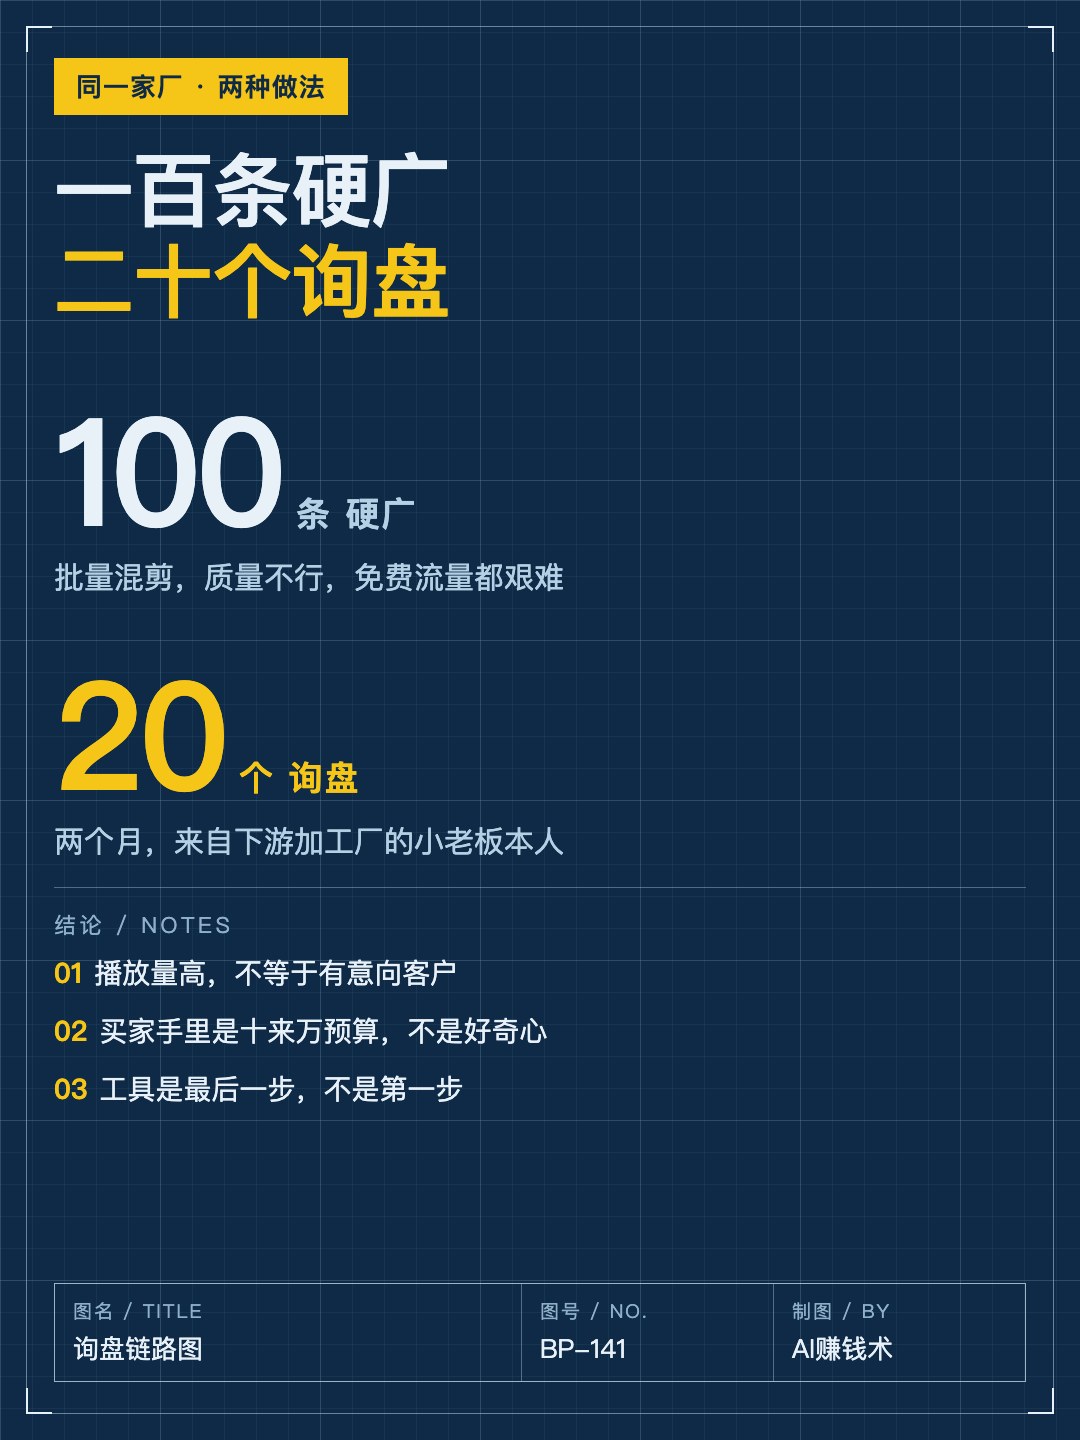 同一家厂 · 两种做法
一百条硬广
二十个询盘
100 条 硬广
批量混剪，质量不行，免费流量都艰难
20 个 询盘
两个月，来自下游加工厂的小老板本人
结论 / NOTES
01 播放量高，不等于有意向客户
02 买家手里是十来万预算，不是好奇心
03 工具是最后一步，不是第一步
图名 / TITLE
询盘链路图
图号 / NO.
BP–141
制图 / BY
AI赚钱术